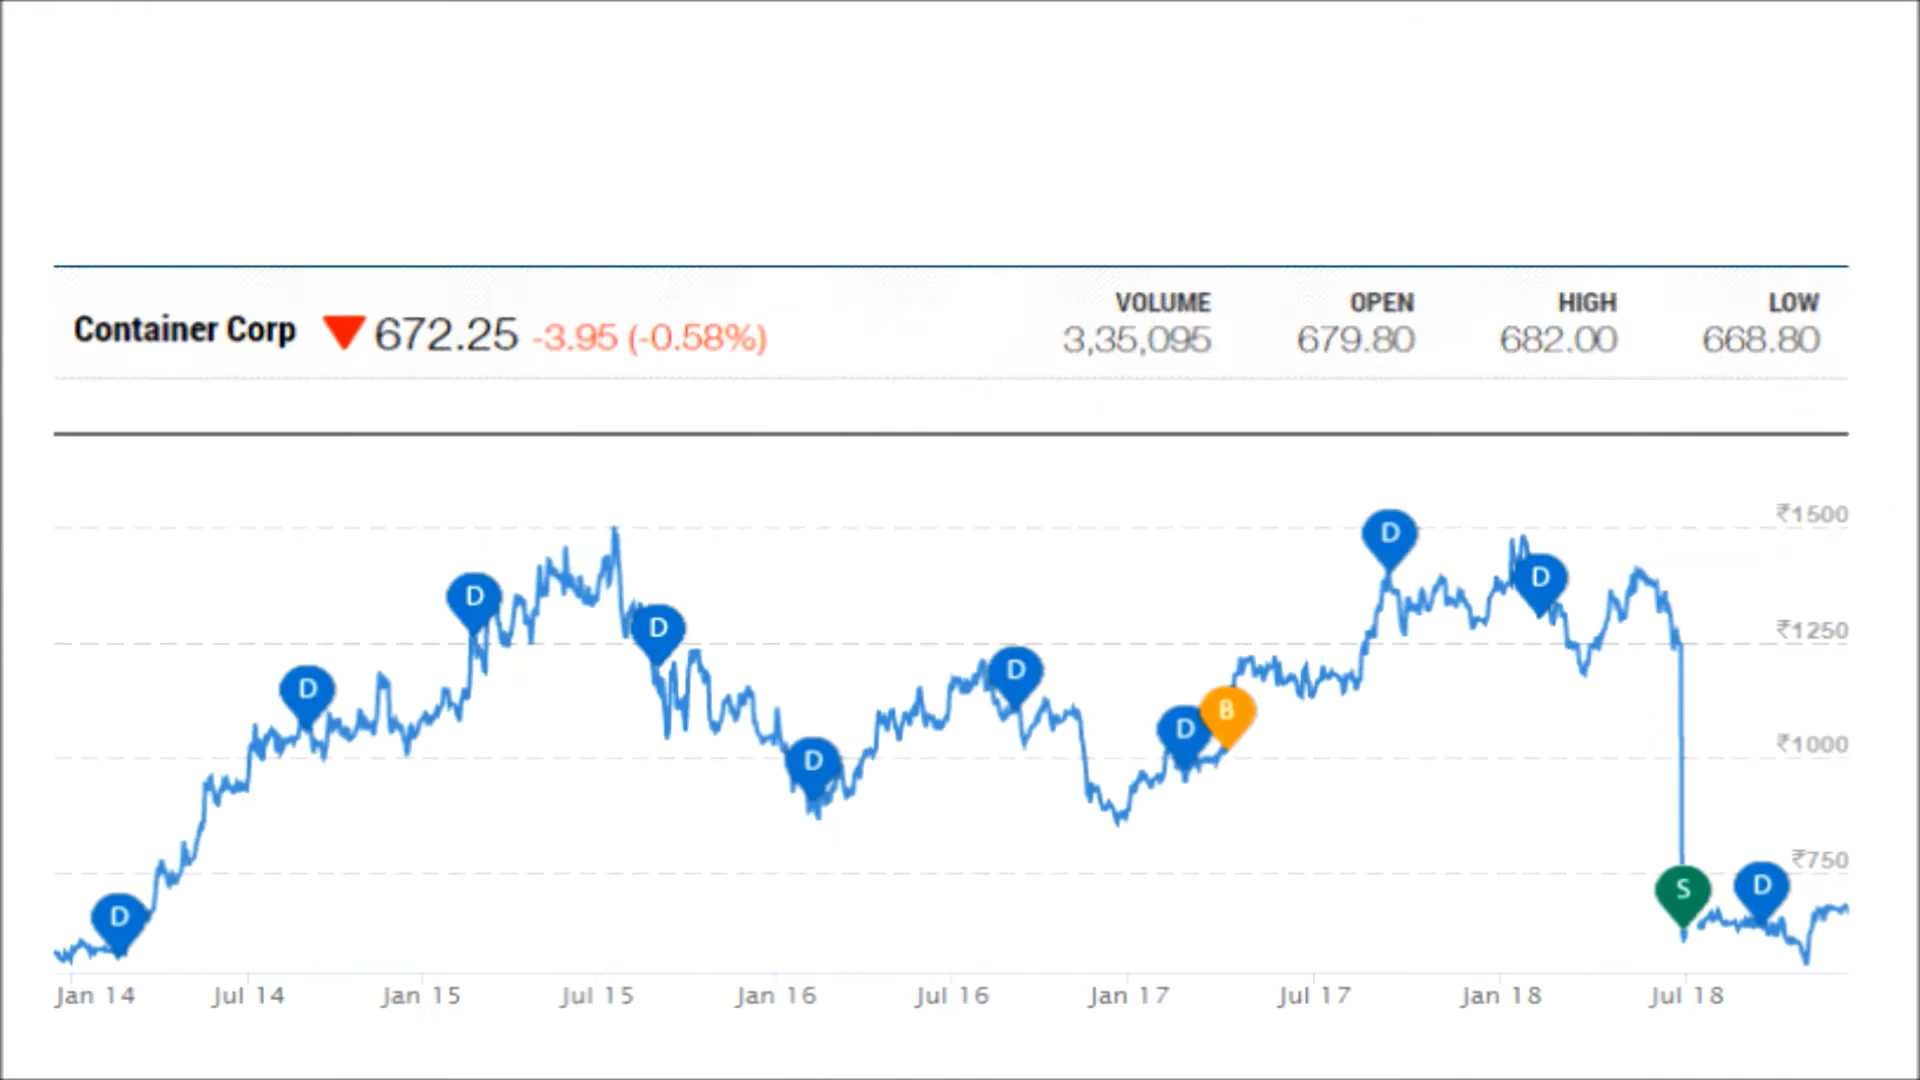 VOLUME OPEN HIGH LOW
Container Corp 672.25 -3.95 (-0.58%) 3,35,095 679.80 682.00 668.80
₹1500
D
D
D
D
₹1250
D
D
D
B
D
₹1000
D
₹750
D
S
D
Jan 14 Jul 14 Jan 15 Jul 15 Jan 16 Jul 16 Jan 17 Jul 17 Jan 18 Jul 18